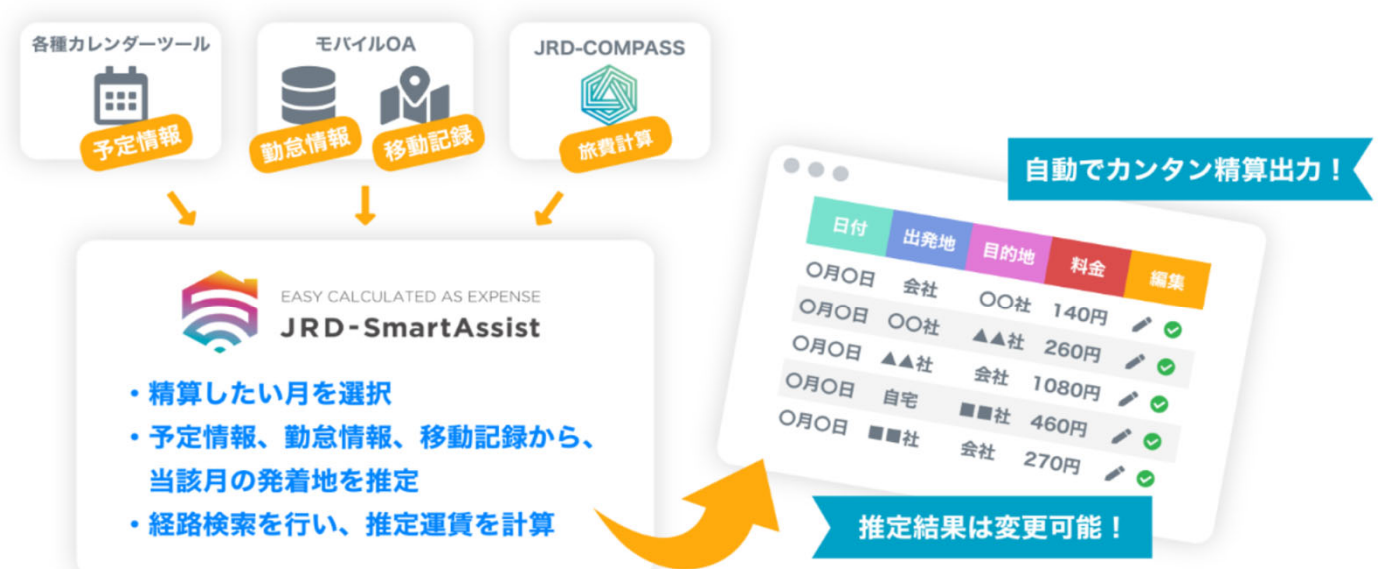 各種カレンダーツール
予定情報
モバイルOA
勤怠情報
移動記録
JRD-COMPASS
旅費計算
EASY CALCULATED AS EXPENSE
JRD-SmartAssist
・精算したい月を選択
・予定情報、勤怠情報、移動記録から、
当該月の発着地を推定
・経路検索を行い、推定運賃を計算
自動でカンタン精算出力！
日付 出発地 目的地 料金 編集
〇月〇日 会社 〇〇社 140円
〇月〇日 〇〇社 ▲▲社 260円
〇月〇日 ▲▲社 会社 1080円
〇月〇日 自宅 ■■社 460円
〇月〇日 ■■社 会社 270円
推定結果は変更可能！